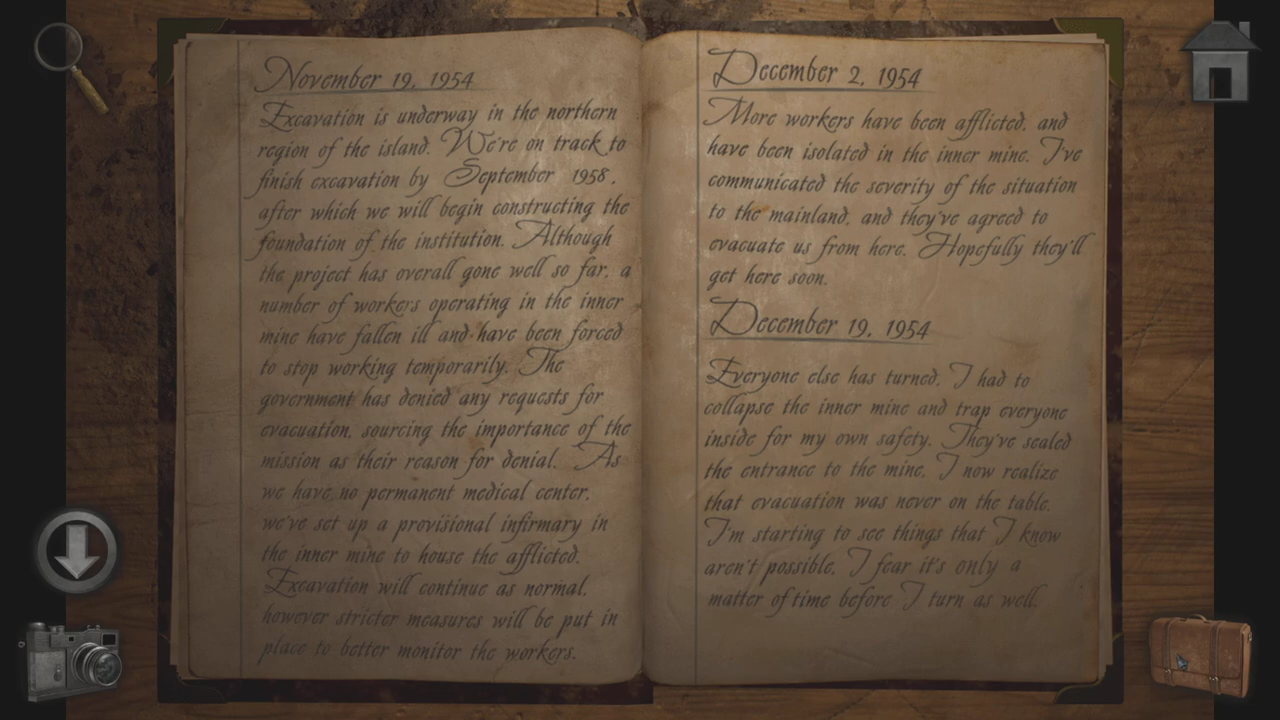 November 19, 1954
Excavation is underway in the northern
region of the island. We're on track to
finish excavation by September 1958,
after which we will begin constructing the
foundation of the institution. Although
the project has overall gone well so far, a
number of workers operating in the inner
mine have fallen ill and have been forced
to stop working temporarily. The
government has denied any requests for
evacuation, sourcing the importance of the
mission as their reason for denial. As
we have no permanent medical center,
we've set up a provisional infirmary in
the inner mine to house the afflicted.
Excavation will continue as normal,
however stricter measures will be put in
place to better monitor the workers.
December 2, 1954
More workers have been afflicted, and
have been isolated in the inner mine. I've
communicated the severity of the situation
to the mainland, and they've agreed to
evacuate us from here. Hopefully they'll
get here soon.
December 19, 1954
Everyone else has turned. I had to
collapse the inner mine and trap everyone
inside for my own safety. They've sealed
the entrance to the mine. I now realize
that evacuation was never on the table.
I'm starting to see things that I know
aren't possible. I fear it's only a
matter of time before I turn as well.